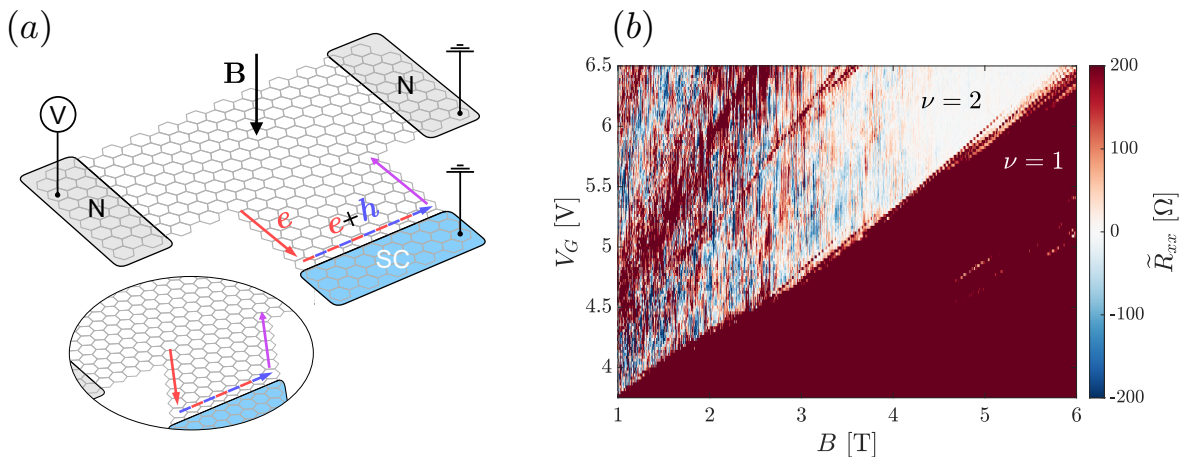 (a)
B
V
N
N
e
e+h
SC
(b)
6.5
6
5.5
5
4.5
4
1
2
3
4
5
6
V_G [V]
B [T]
ν = 2
ν = 1
200
100
0
-100
-200
R̃_xx [Ω]